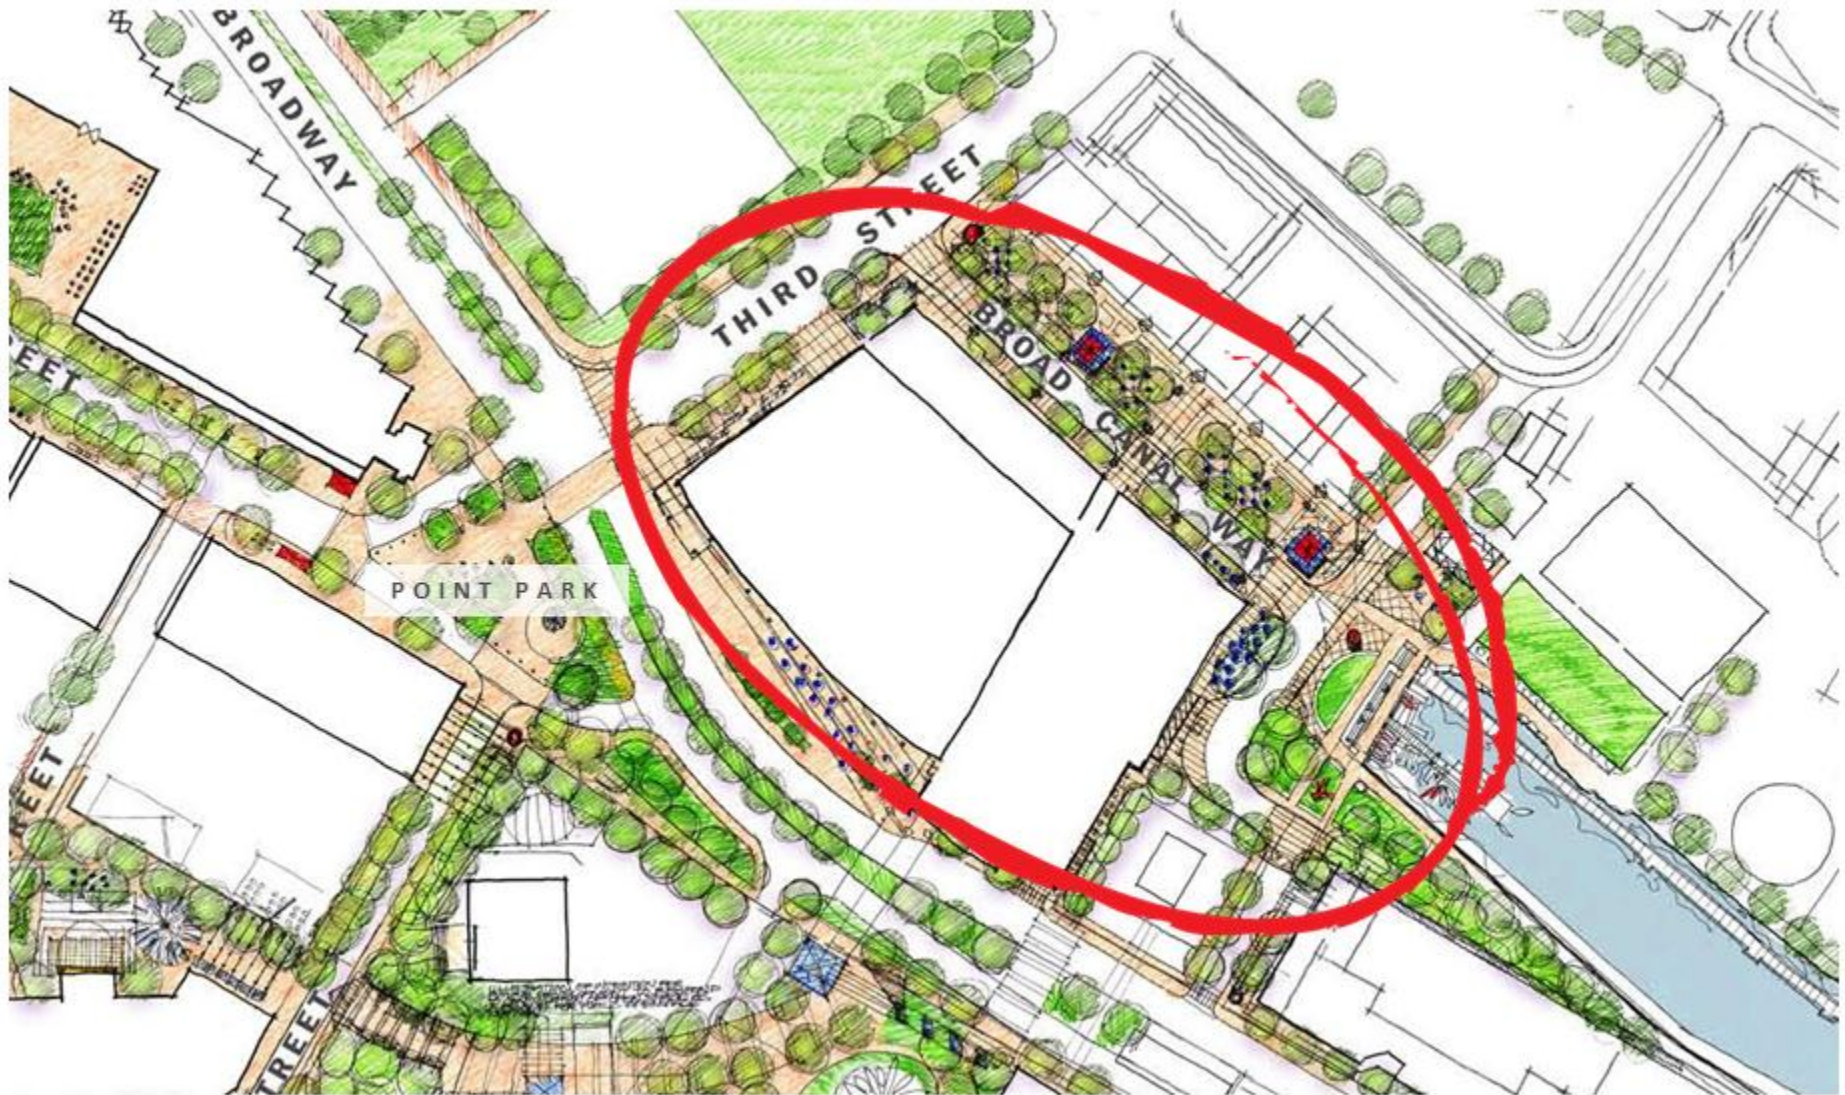 BROADWAY
THIRD STREET
BROAD CANAL WAY
EET
POINT PARK
EET
TREET